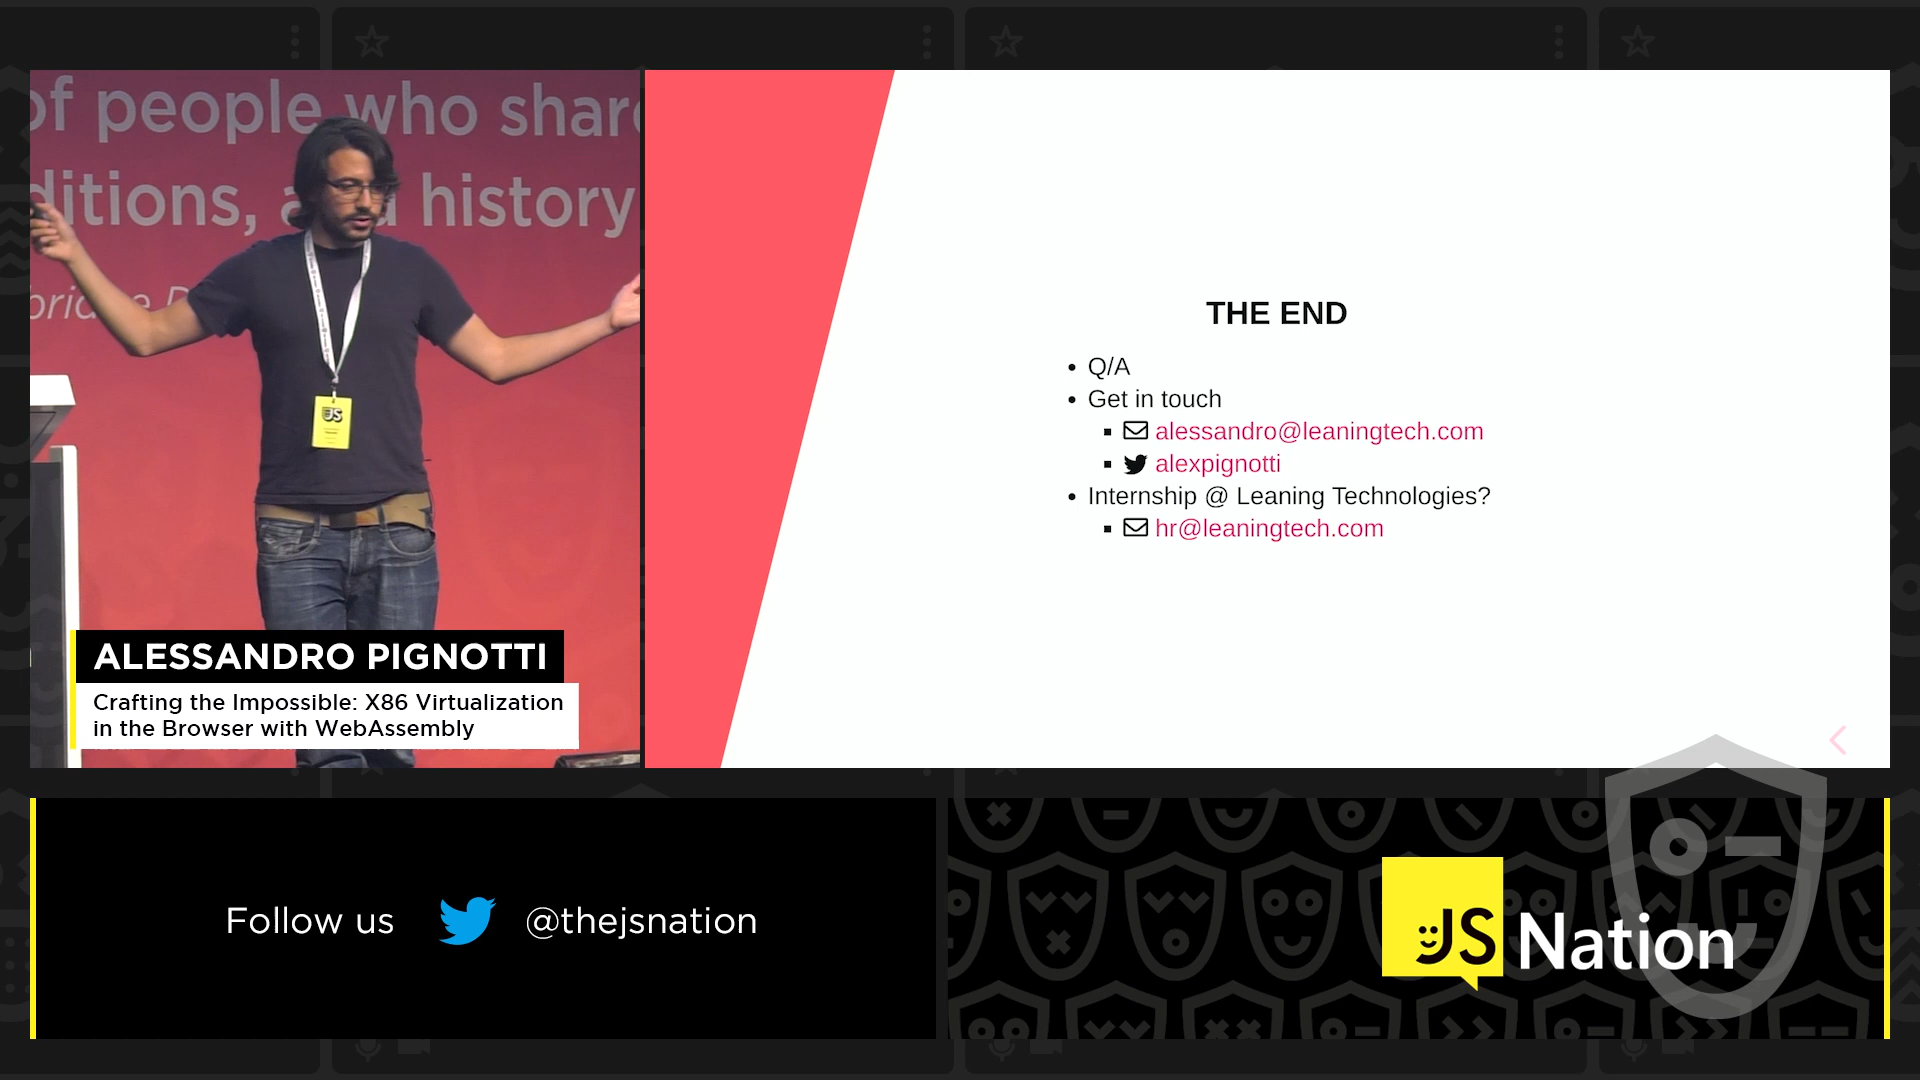 of people who share
ditions, and history
ALESSANDRO PIGNOTTI
Crafting the Impossible: X86 Virtualization
in the Browser with WebAssembly
THE END
Q/A
Get in touch
alessandro@leaningtech.com
alexpignotti
Internship @ Leaning Technologies?
hr@leaningtech.com
Follow us
@thejsnation
JS Nation
JS